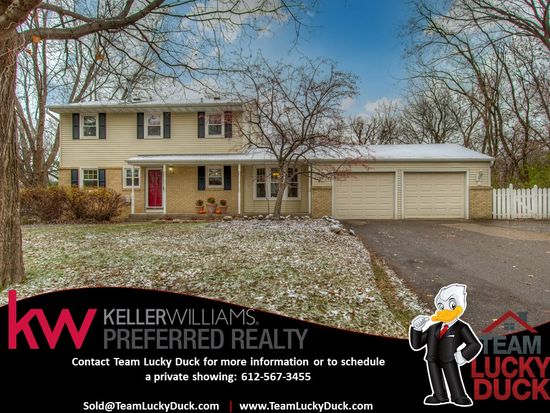 kw
KELLERWILLIAMS®
PREFERRED REALTY
Contact Team Lucky Duck for more information or to schedule
a private showing: 612-567-3455
Sold@TeamLuckyDuck.com | www.TeamLuckyDuck.com
TEAM
LUCKY
DUCK